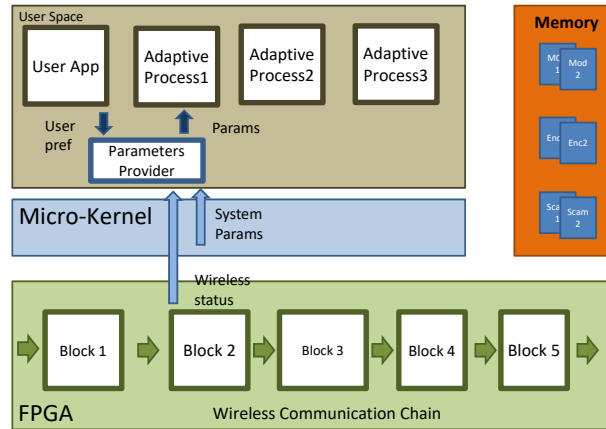 User Space
User App
Adaptive
Process1
Adaptive
Process2
Adaptive
Process3
User
pref
Params
Parameters
Provider
Memory
1
Mod
2
Enc2
1
Scam
2
Micro-Kernel
System
Params
Wireless
status
Block 1
Block 2
Block 3
Block 4
Block 5
FPGA
Wireless Communication Chain